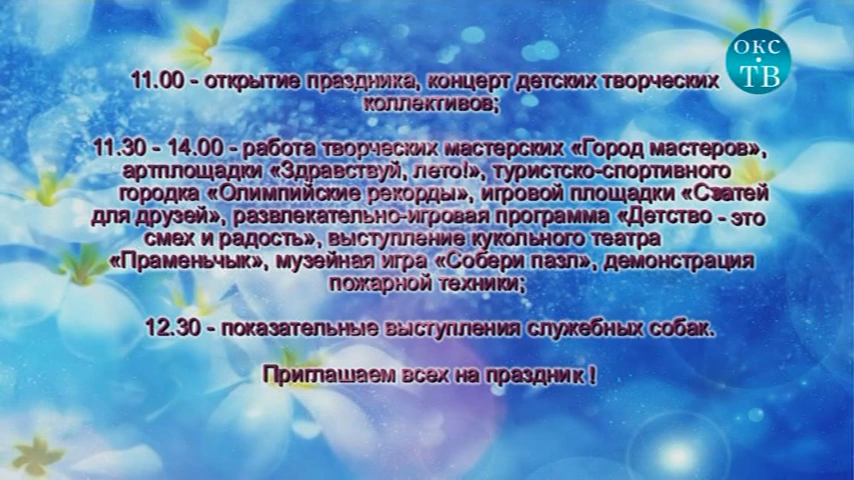 ОКС
ТВ
11.00 - открытие праздника, концерт детских творческих
коллективов;
11.30 - 14.00 - работа творческих мастерских «Город мастеров»,
артплощадки «Здравствуй, лето!», туристско-спортивного
городка «Олимпийские рекорды», игровой площадки
для друзей», развлекательно-игровая программа «Детство - это
смех и радость», выступление кукольного театра
«Праменьчык», музейная игра «Собери пазл», демонстрация
пожарной техники;
12.30 - показательные выступления служебных собак.
Приглашаем всех на праздник !